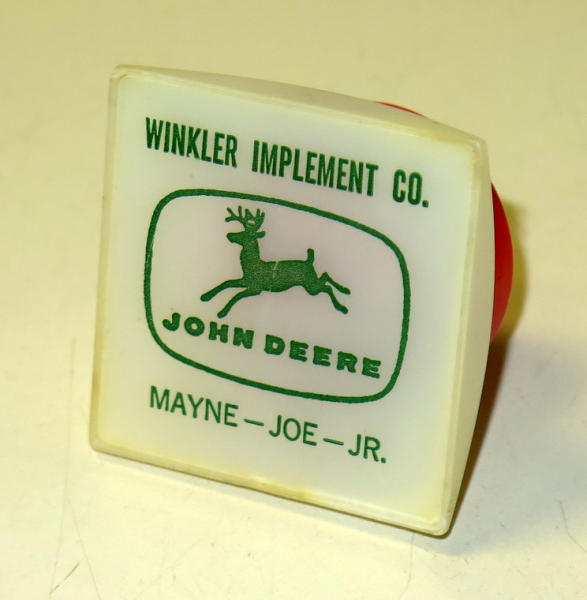 WINKLER IMPLEMENT CO.
JOHN DEERE
MAYNE – JOE – JR.